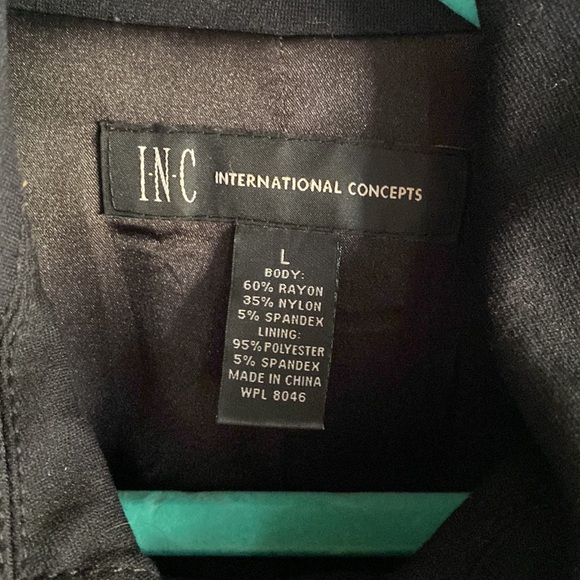 I·N·C INTERNATIONAL CONCEPTS
L
BODY:
60% RAYON
35% NYLON
5% SPANDEX
LINING:
95% POLYESTER
5% SPANDEX
MADE IN CHINA
WPL 8046